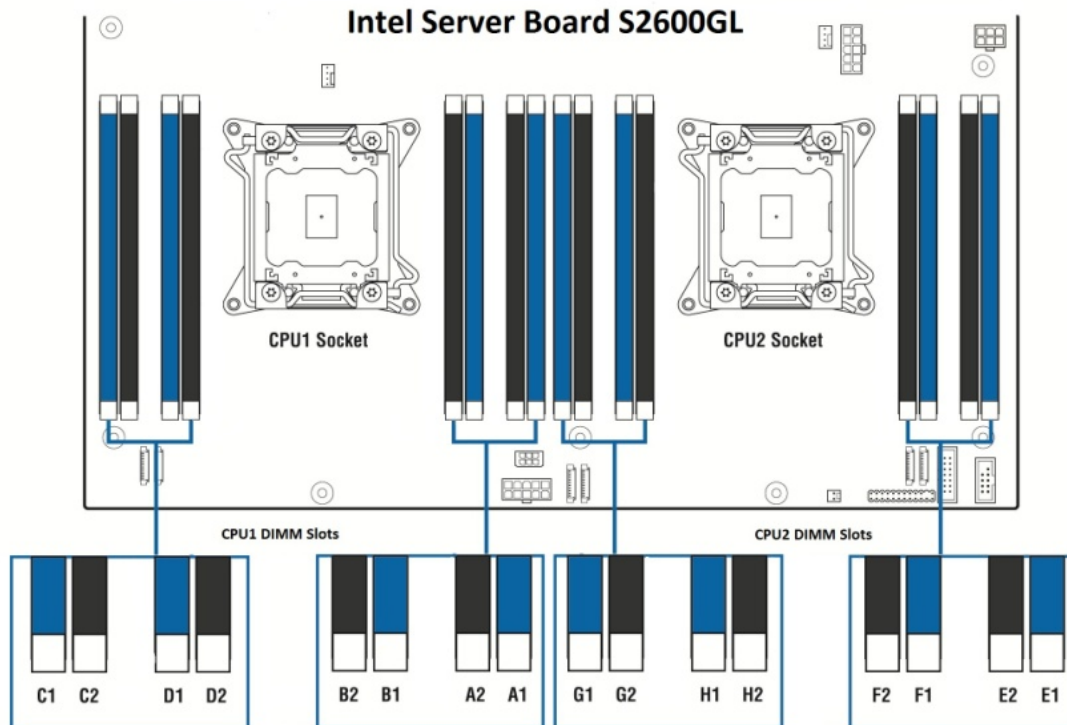 Intel Server Board S2600GL
CPU1 Socket
CPU2 Socket
CPU1 DIMM Slots
CPU2 DIMM Slots
C1 C2 D1 D2 B2 B1 A2 A1 G1 G2 H1 H2 F2 F1 E2 E1